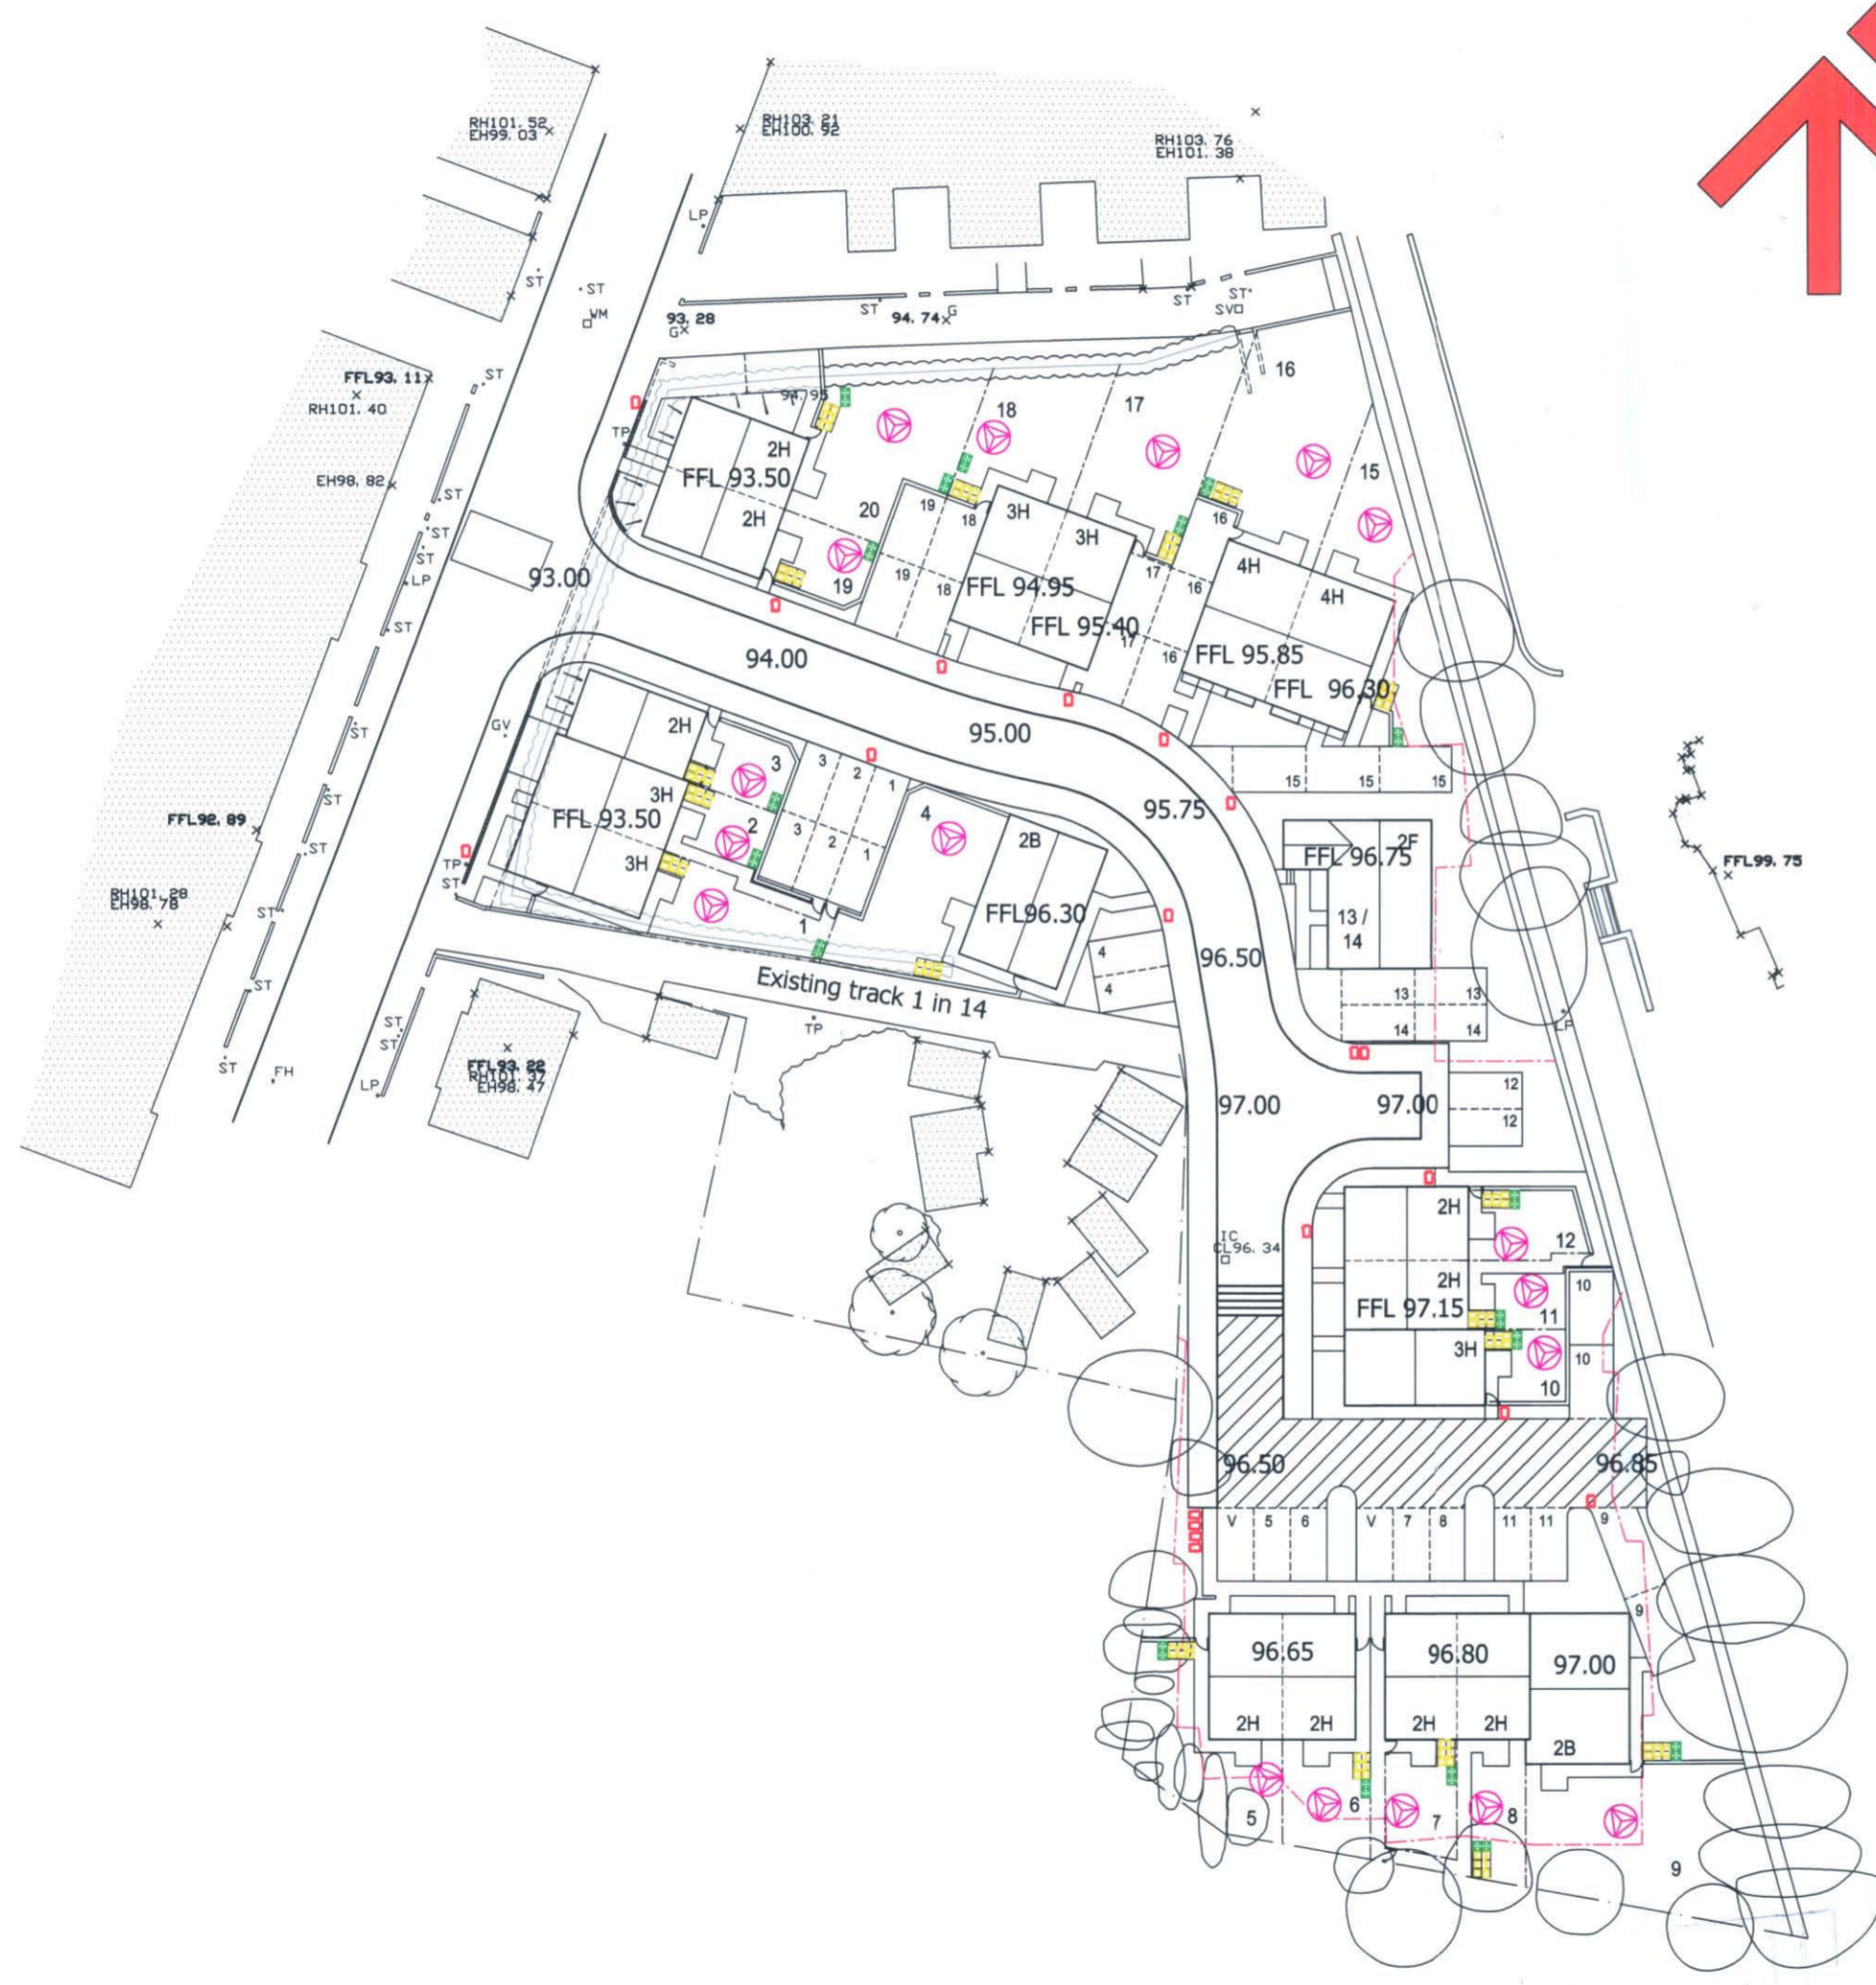 RH101. 52
EH99. 03
RH103. 21
EH100. 92
RH103. 76
EH101. 38
LP
ST
ST
WM
93. 28
G
ST
94. 74
G
ST
ST
SV
FFL93. 11
RH101. 40
ST
94. 95
16
18
17
15
TP
2H
FFL 93.50
2H
20
EH98. 82
ST
ST
ST
LP
ST
93.00
19
19
18
19
18
3H
3H
FFL 94.95
FFL 95.40
17
17
16
16
16
4H
4H
FFL 95.85
FFL 96.30
94.00
95.00
95.75
15
15
15
GV
ST
ST
ST
2H
3H
FFL 93.50
3H
3
2
1
3
2
1
3
2
1
4
2B
FFL96.30
FFL92. 89
TP
ST
RH101. 28
EH98. 78
ST
ST
ST
FH
4
4
96.50
2F
FFL 96.75
13 /
14
13
13
14
14
LP
FFL99. 75
Existing track 1 in 14
TP
ST
ST
LP
FFL93. 22
RH101. 37
EH98. 47
97.00
97.00
12
12
IC
CL96. 34
2H
2H
FFL 97.15
3H
12
11
10
10
10
96.50
96.85
V
5
6
V
7
8
11
11
9
9
96.65
96.80
97.00
2H
2H
2H
2H
2B
5
6
7
8
9